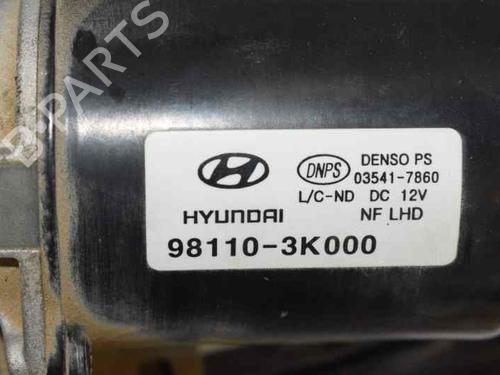 B-PARTS
DNPS DENSO PS
03541-7860
L/C-ND DC 12V
HYUNDAI NF LHD
98110-3K000